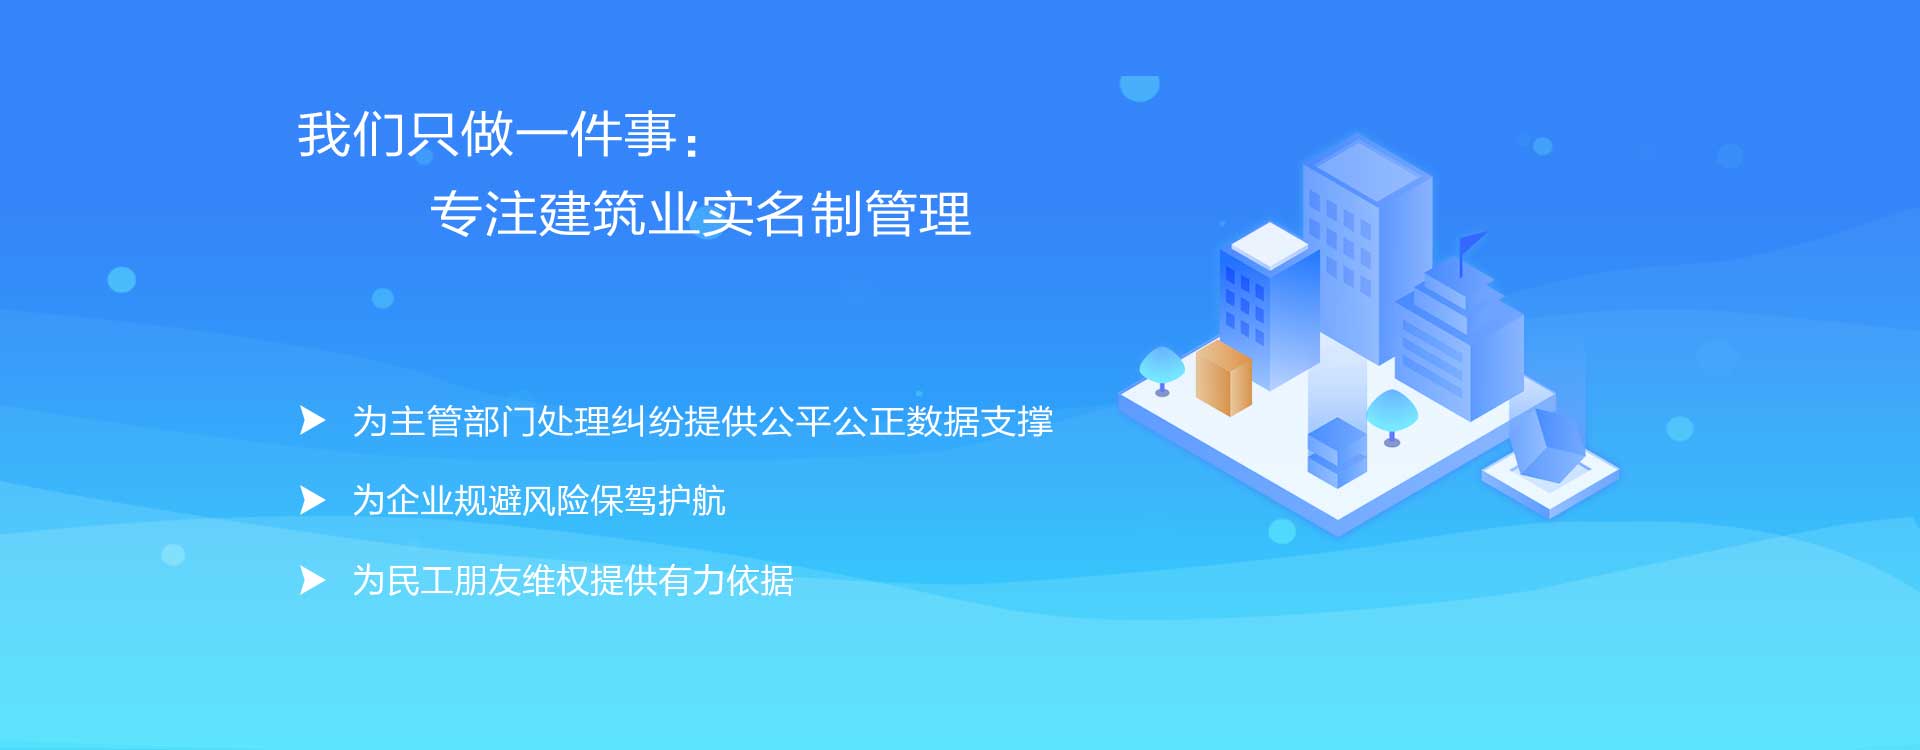 我们只做一件事：
专注建筑业实名制管理
为主管部门处理纠纷提供公平公正数据支撑
为企业规避风险保驾护航
为民工朋友维权提供有力依据